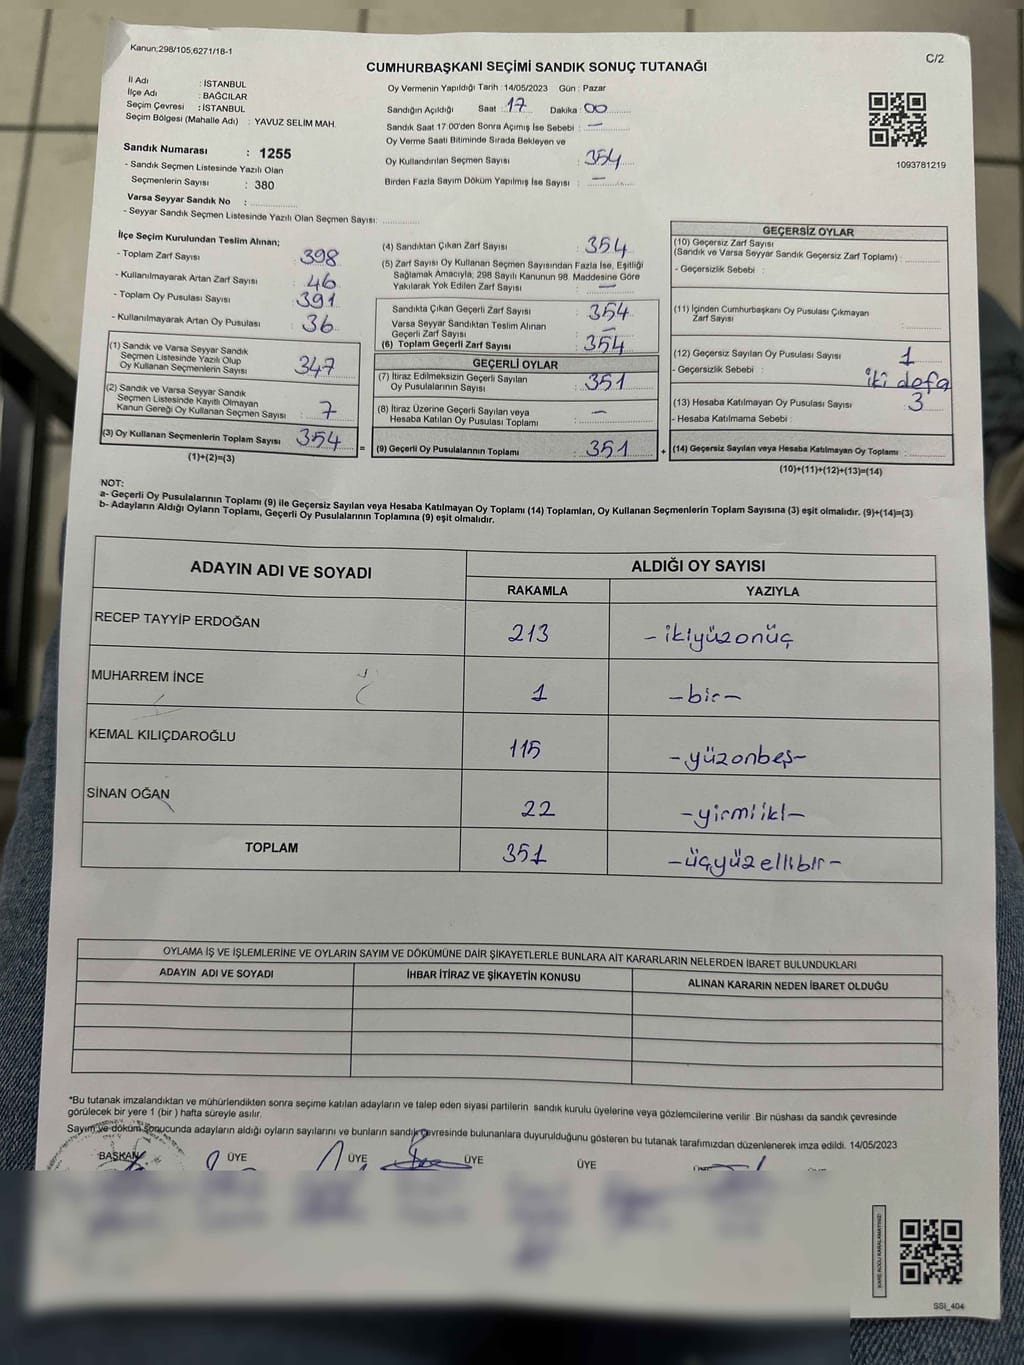 Kanun;298/105,6271/18-1
C/2
CUMHURBAŞKANI SEÇİMİ SANDIK SONUÇ TUTANAĞI
İl Adı : İSTANBUL
İlçe Adı : BAĞCILAR
Seçim Çevresi : İSTANBUL
Seçim Bölgesi (Mahalle Adı) : YAVUZ SELİM MAH.
Sandık Numarası : 1255
- Sandık Seçmen Listesinde Yazılı Olan
Seçmenlerin Sayısı : 380
Varsa Seyyar Sandık No :
- Seyyar Sandık Seçmen Listesinde Yazılı Olan Seçmen Sayısı:
Oy Vermenin Yapıldığı Tarih : 14/05/2023 Gün : Pazar
Sandığın Açıldığı Saat : 17 Dakika : 00
Sandık Saat 17.00'den Sonra Açımış İse Sebebi : —
Oy Verme Saati Bitiminde Sırada Bekleyen ve
Oy Kullandırılan Seçmen Sayısı : 354
Birden Fazla Sayım Döküm Yapılmış İse Sayısı : —
1093781219
İlçe Seçim Kurulundan Teslim Alınan;
- Toplam Zarf Sayısı : 398
- Kullanılmayarak Artan Zarf Sayısı : 46
- Toplam Oy Pusulası Sayısı : 391
- Kullanılmayarak Artan Oy Pusulası : 36
(1) Sandık ve Varsa Seyyar Sandık
Seçmen Listesinde Yazılı Olup
Oy Kullanan Seçmenlerin Sayısı : 347
(2) Sandık ve Varsa Seyyar Sandık
Seçmen Listesinde Kayıtlı Olmayan
Kanun Gereği Oy Kullanan Seçmen Sayısı : 7
(3) Oy Kullanan Seçmenlerin Toplam Sayısı : 354
(1)+(2)=(3)
=
(4) Sandıktan Çıkan Zarf Sayısı : 354
(5) Zarf Sayısı Oy Kullanan Seçmen Sayısından Fazla İse, Eşitliği
Sağlamak Amacıyla, 298 Sayılı Kanunun 98. Maddesine Göre
Yakılarak Yok Edilen Zarf Sayısı : —
Sandıkta Çıkan Geçerli Zarf Sayısı : 354
Varsa Seyyar Sandıktan Teslim Alınan
Geçerli Zarf Sayısı : —
(6) Toplam Geçerli Zarf Sayısı : 354
GEÇERLİ OYLAR
(7) İtiraz Edilmeksizin Geçerli Sayılan
Oy Pusulalarının Sayısı : 351
(8) İtiraz Üzerine Geçerli Sayılan veya
Hesaba Katılan Oy Pusulası Toplamı : —
(9) Geçerli Oy Pusulalarının Toplamı : 351
+
GEÇERSİZ OYLAR
(10) Geçersiz Zarf Sayısı
(Sandık ve Varsa Seyyar Sandık Geçersiz Zarf Toplamı) :
- Geçersizlik Sebebi :
(11) İçinden Cumhurbaşkanı Oy Pusulası Çıkmayan
Zarf Sayısı :
(12) Geçersiz Sayılan Oy Pusulası Sayısı : 1
- Geçersizlik Sebebi : iki defa
(13) Hesaba Katılmayan Oy Pusulası Sayısı : 3
- Hesaba Katılmama Sebebi :
(14) Geçersiz Sayılan veya Hesaba Katılmayan Oy Toplamı :
(10)+(11)+(12)+(13)=(14)
NOT:
a- Geçerli Oy Pusulalarının Toplamı (9) ile Geçersiz Sayılan veya Hesaba Katılmayan Oy Toplamı (14) Toplamları, Oy Kullanan Seçmenlerin Toplam Sayısına (3) eşit olmalıdır. (9)+(14)=(3)
b- Adayların Aldığı Oyların Toplamı, Geçerli Oy Pusulalarının Toplamına (9) eşit olmalıdır.
ADAYIN ADI VE SOYADI ALDIĞI OY SAYISI
RAKAMLA YAZIYLA
RECEP TAYYİP ERDOĞAN 213 - ikiyüzonüç
MUHARREM İNCE 1 -bir-
KEMAL KILIÇDAROĞLU 115 -yüzonbeş-
SİNAN OĞAN 22 -yirmiiki-
TOPLAM 351 -üçyüzellibir-
OYLAMA İŞ VE İŞLEMLERİNE VE OYLARIN SAYIM VE DÖKÜMÜNE DAİR ŞİKAYETLERLE BUNLARA AİT KARARLARIN NELERDEN İBARET BULUNDUKLARI
ADAYIN ADI VE SOYADI İHBAR İTİRAZ VE ŞİKAYETİN KONUSU ALINAN KARARIN NEDEN İBARET OLDUĞU
*Bu tutanak imzalandıktan ve mühürlendikten sonra seçime katılan adayların ve talep eden siyasi partilerin sandık kurulu üyelerine veya gözlemcilerine verilir. Bir nüshası da sandık çevresinde
görülecek bir yere 1 (bir ) hafta süreyle asılır.
Sayım ve döküm sonucunda adayların aldığı oyların sayılarını ve bunların sandık çevresinde bulunanlara duyurulduğunu gösteren bu tutanak tarafımızdan düzenlenerek imza edildi. 14/05/2023
BAŞKAN ÜYE ÜYE ÜYE ÜYE
SSI_404